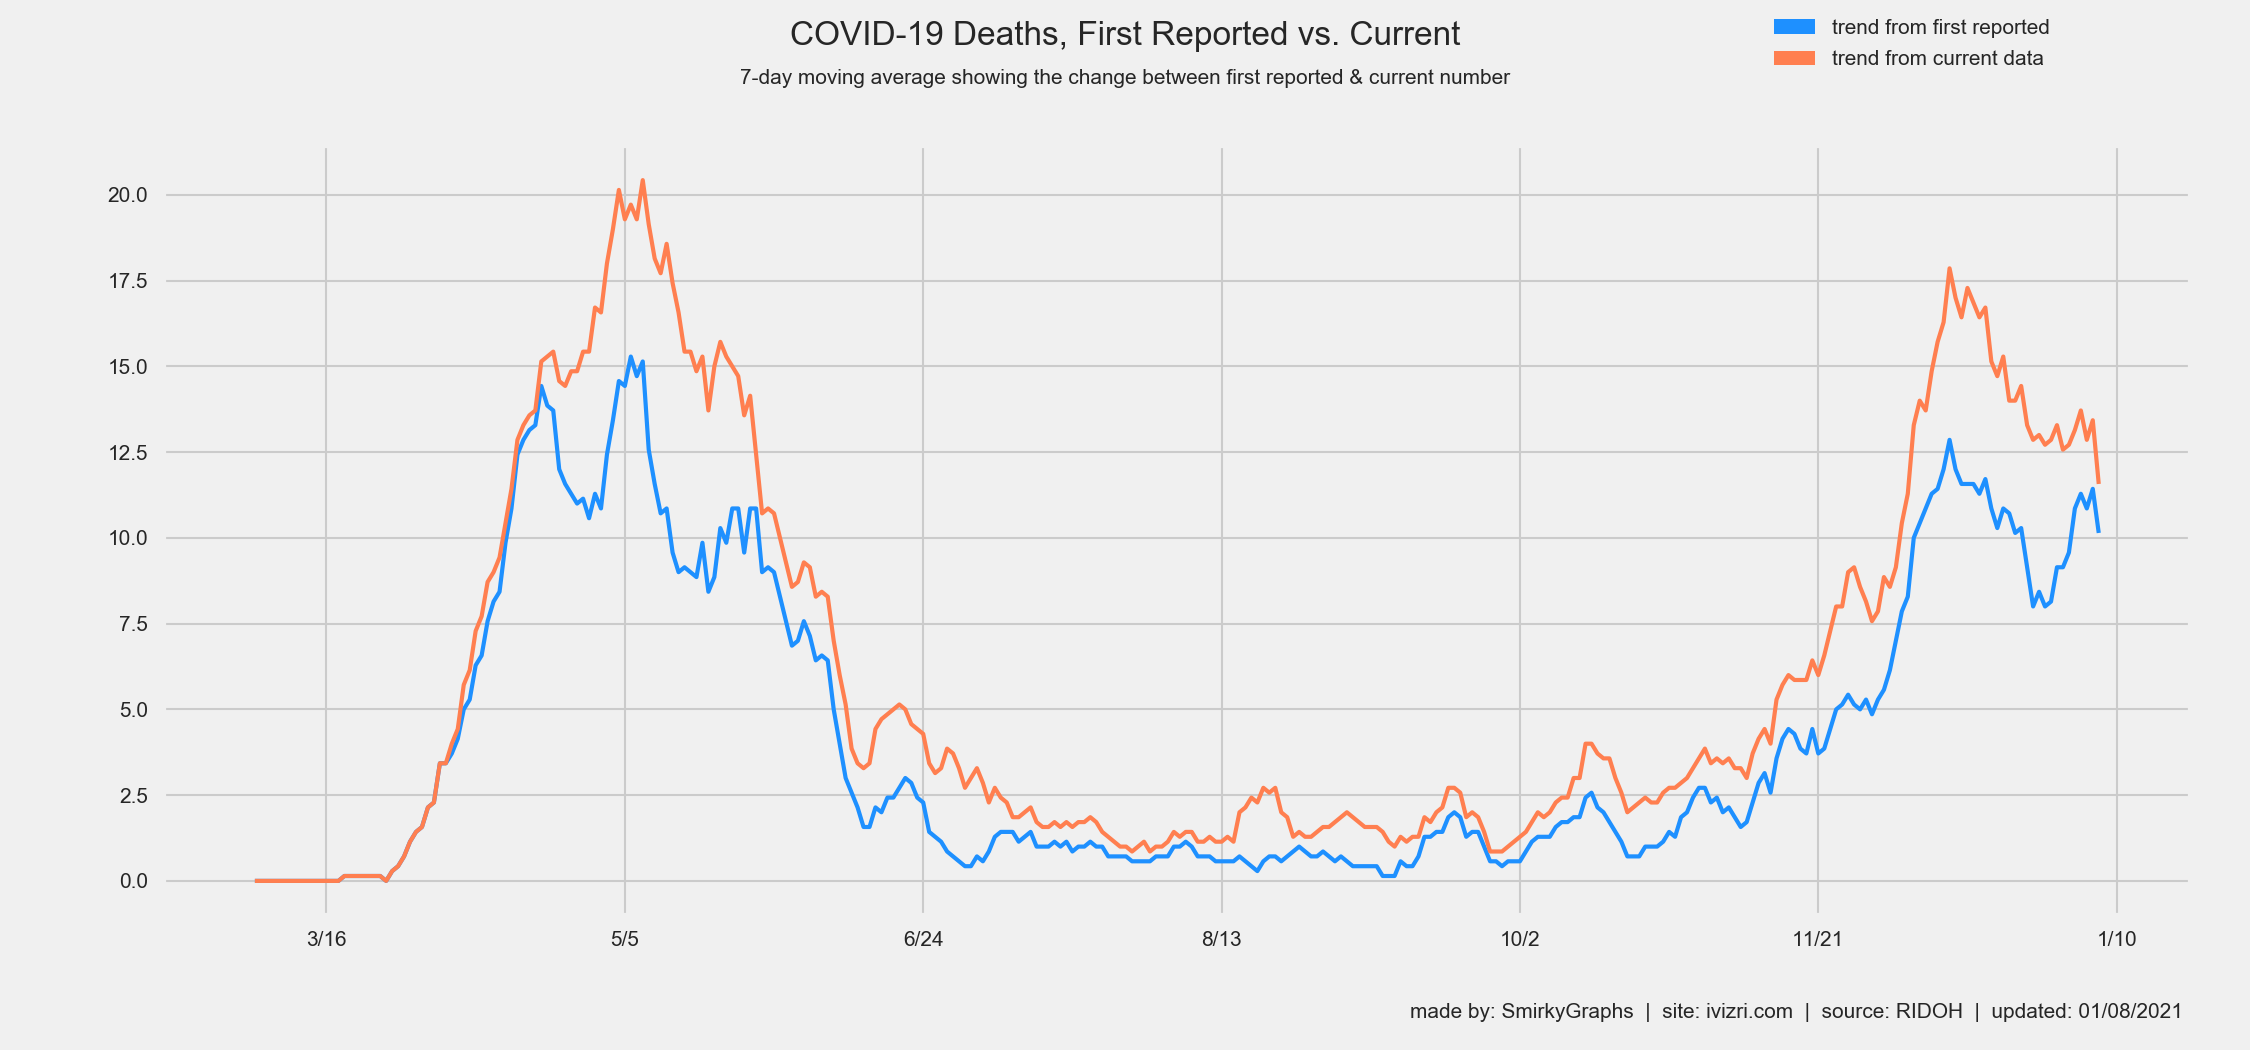 COVID-19 Deaths, First Reported vs. Current
7-day moving average showing the change between first reported & current number
trend from first reported
trend from current data
20.0
17.5
15.0
12.5
10.0
7.5
5.0
2.5
0.0
3/16 5/5 6/24 8/13 10/2 11/21 1/10
made by: SmirkyGraphs | site: ivizri.com | source: RIDOH | updated: 01/08/2021